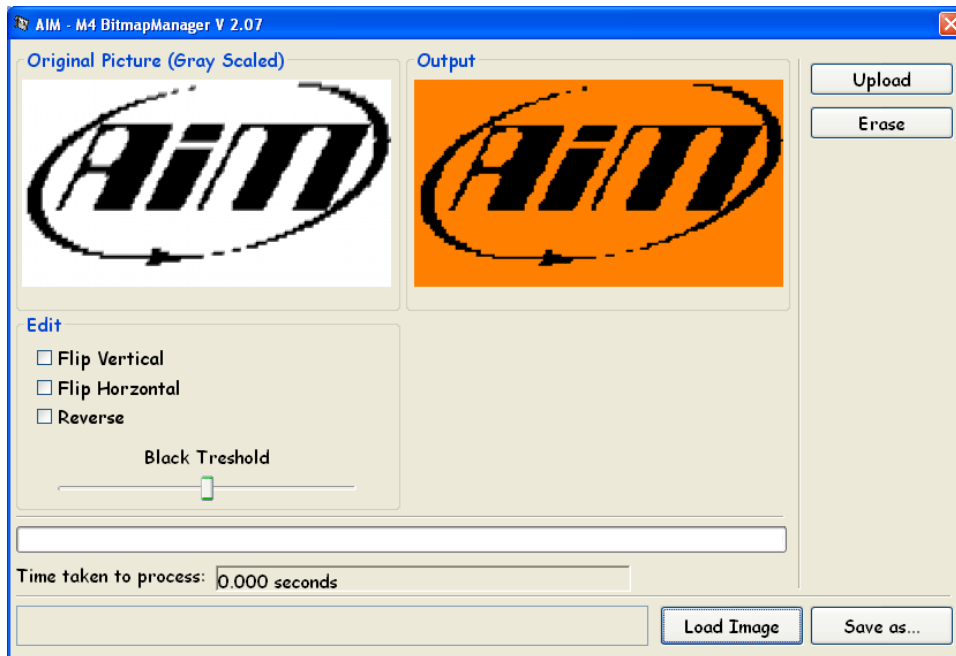 AIM - M4 BitmapManager V 2.07
Original Picture (Gray Scaled)
Output
AiM
AiM
Upload
Erase
Edit
Flip Vertical
Flip Horzontal
Reverse
Black Treshold
Time taken to process: 0.000 seconds
Load Image
Save as...